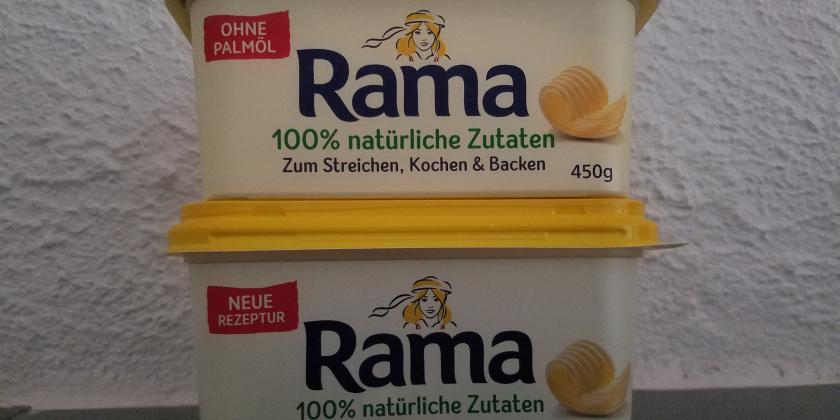 OHNE
PALMÖL
Rama
100% natürliche Zutaten
Zum Streichen, Kochen & Backen
450g
NEUE
REZEPTUR
Rama
100% natürliche Zutaten